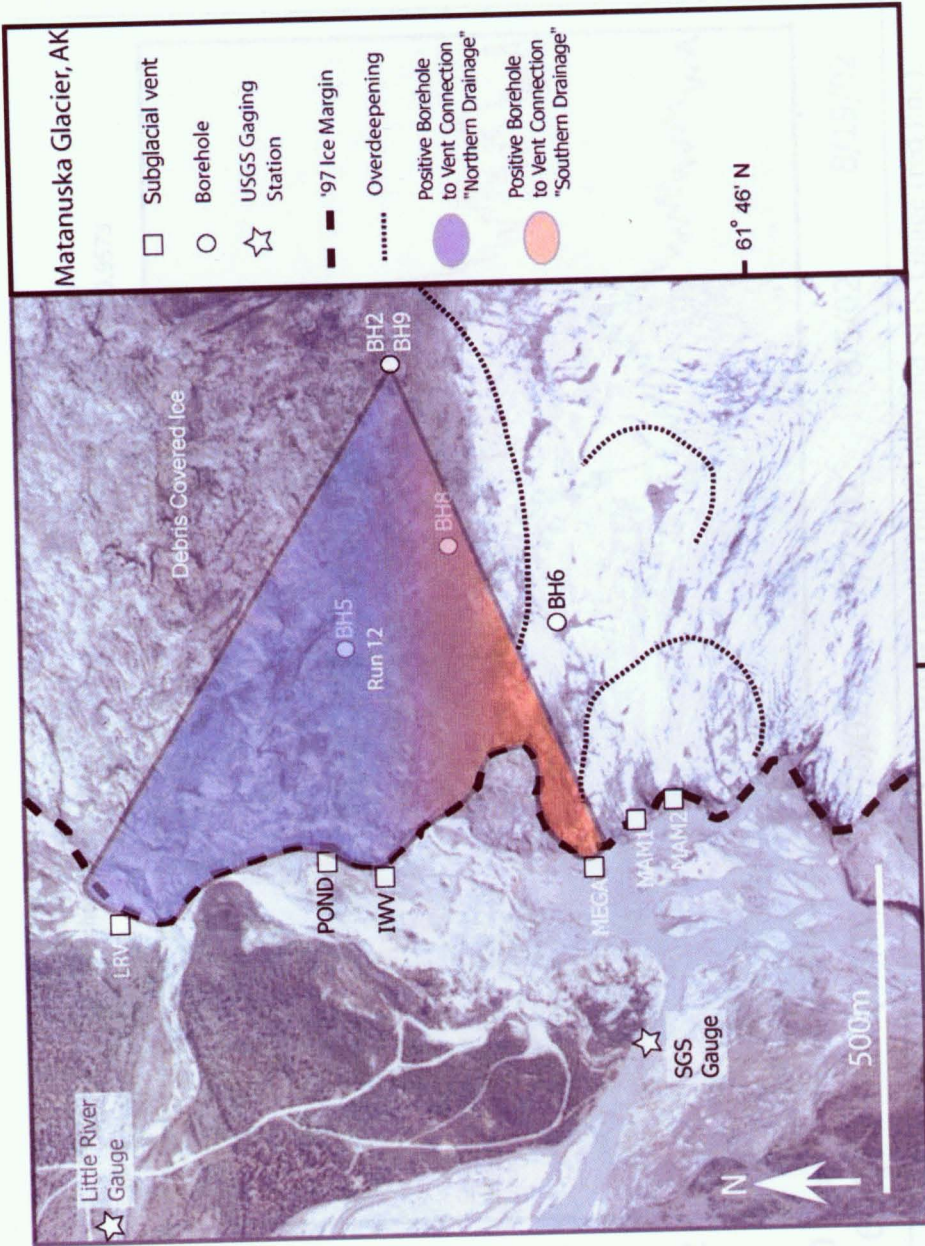 Matanuska Glacier, AK
Subglacial vent
Borehole
USGS Gaging
Station
'97 Ice Margin
Overdeepening
Positive Borehole
to Vent Connection
"Northern Drainage"
Positive Borehole
to Vent Connection
"Southern Drainage"
61° 46' N
Little River
Gauge
LRV
Debris Covered Ice
POND
IWV
BH5
Run 12
BH2
BH9
BH8
BH6
MEGA
MAM1
MAM2
SGS
Gauge
N
500m